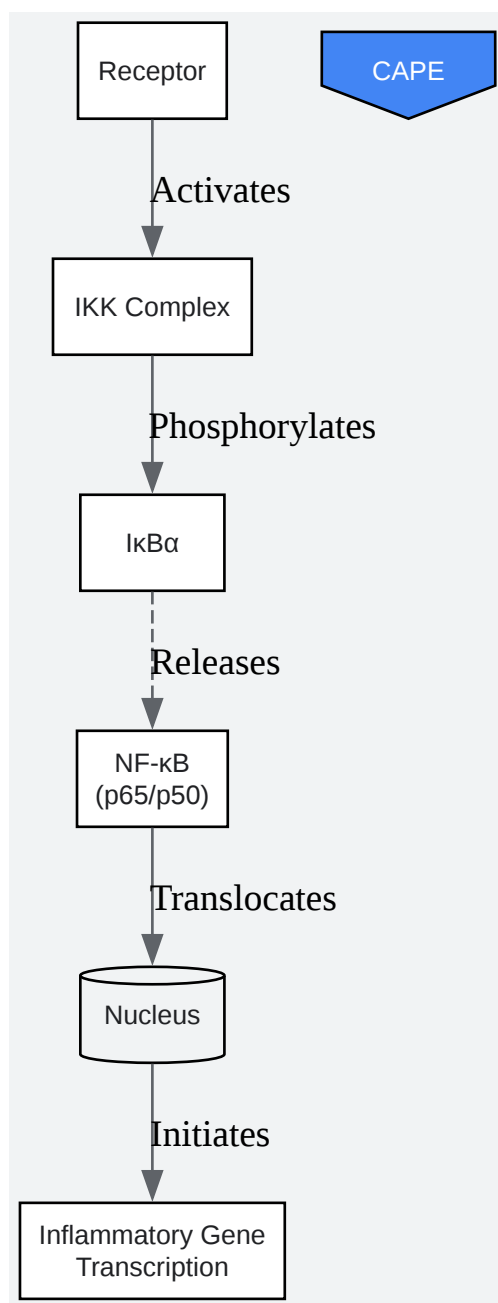 Receptor
CAPE
Activates
IKK Complex
Phosphorylates
IκBα
Releases
NF-κB
(p65/p50)
Translocates
Nucleus
Initiates
Inflammatory Gene
Transcription